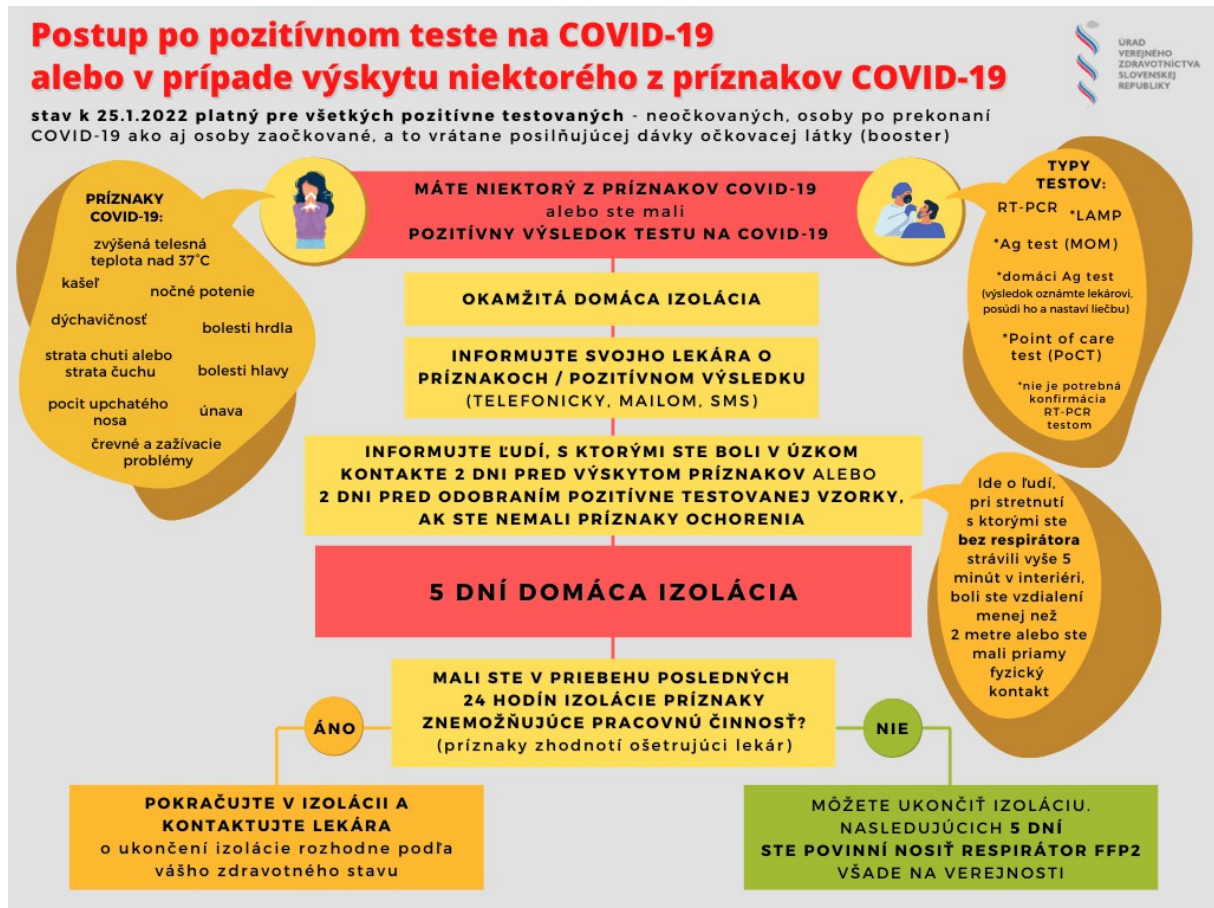 Postup po pozitívnom teste na COVID-19
alebo v prípade výskytu niektorého z príznakov COVID-19
ÚRAD
VEREJNÉHO
ZDRAVOTNÍCTVA
SLOVENSKEJ
REPUBLIKY
stav k 25.1.2022 platný pre všetkých pozitívne testovaných - neočkovaných, osoby po prekonaní
COVID-19 ako aj osoby zaočkované, a to vrátane posilňujúcej dávky očkovacej látky (booster)
PRÍZNAKY
COVID-19:
zvýšená telesná
teplota nad 37°C
kašeľ
nočné potenie
dýchavičnosť
bolesti hrdla
strata chuti alebo
strata čuchu
bolesti hlavy
pocit upchatého
nosa
únava
črevné a zažívacie
problémy
MÁTE NIEKTORÝ Z PRÍZNAKOV COVID-19
alebo ste mali
POZITÍVNY VÝSLEDOK TESTU NA COVID-19
TYPY
TESTOV:
RT-PCR
*LAMP
*Ag test (MOM)
*domáci Ag test
(výsledok oznámte lekárovi,
posúdi ho a nastaví liečbu)
*Point of care
test (PoCT)
*nie je potrebná
konfirmácia
RT-PCR
testom
OKAMŽITÁ DOMÁCA IZOLÁCIA
INFORMUJTE SVOJHO LEKÁRA O
PRÍZNAKOCH / POZITÍVNOM VÝSLEDKU
(TELEFONICKY, MAILOM, SMS)
INFORMUJTE ĽUDÍ, S KTORÝMI STE BOLI V ÚZKOM
KONTAKTE 2 DNI PRED VÝSKYTOM PRÍZNAKOV ALEBO
2 DNI PRED ODOBRANÍM POZITÍVNE TESTOVANEJ VZORKY,
AK STE NEMALI PRÍZNAKY OCHORENIA
Ide o ľudí,
pri stretnutí
s ktorými ste
bez respirátora
strávili vyše 5
minút v interiéri,
boli ste vzdialení
menej než
2 metre alebo ste
mali priamy
fyzický
kontakt
5 DNÍ DOMÁCA IZOLÁCIA
MALI STE V PRIEBEHU POSLEDNÝCH
24 HODÍN IZOLÁCIE PRÍZNAKY
ZNEMOŽŇUJÚCE PRACOVNÚ ČINNOSŤ?
(príznaky zhodnotí ošetrujúci lekár)
ÁNO
NIE
POKRAČUJTE V IZOLÁCII A
KONTAKTUJTE LEKÁRA
o ukončení izolácie rozhodne podľa
vášho zdravotného stavu
MÔŽETE UKONČIŤ IZOLÁCIU.
NASLEDUJÚCICH 5 DNÍ
STE POVINNÍ NOSIŤ RESPIRÁTOR FFP2
VŠADE NA VEREJNOSTI